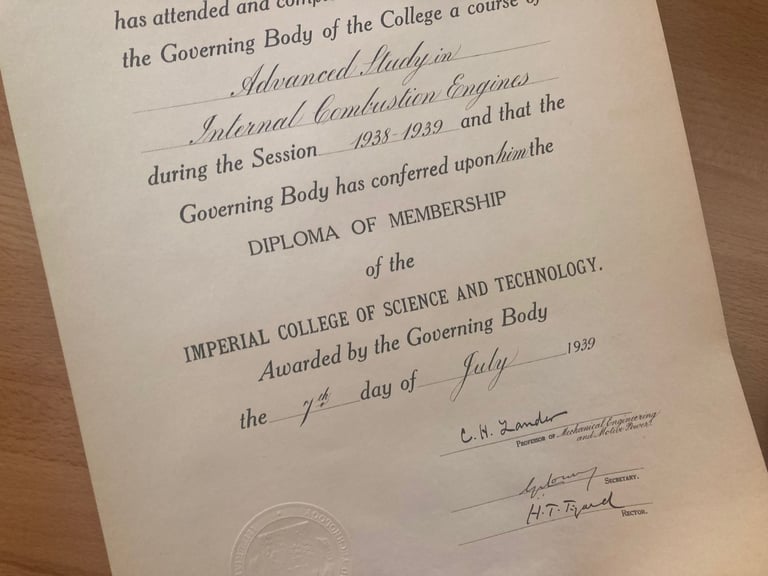 has attended and
the Governing Body of the College a course of
Advanced Study in
Internal Combustion Engines
during the Session 1938-1939 and that the
Governing Body has conferred upon him the
DIPLOMA OF MEMBERSHIP
of the
IMPERIAL COLLEGE OF SCIENCE AND TECHNOLOGY.
Awarded by the Governing Body
the 7th day of July 1939
C. H. Lander
PROFESSOR OF Mechanical Engineering
and Motive Power.
SECRETARY.
H. T. Tizard
RECTOR.